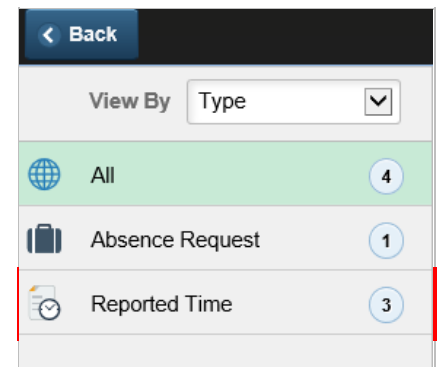 Back
View By Type
All 4
Absence Request 1
Reported Time 3